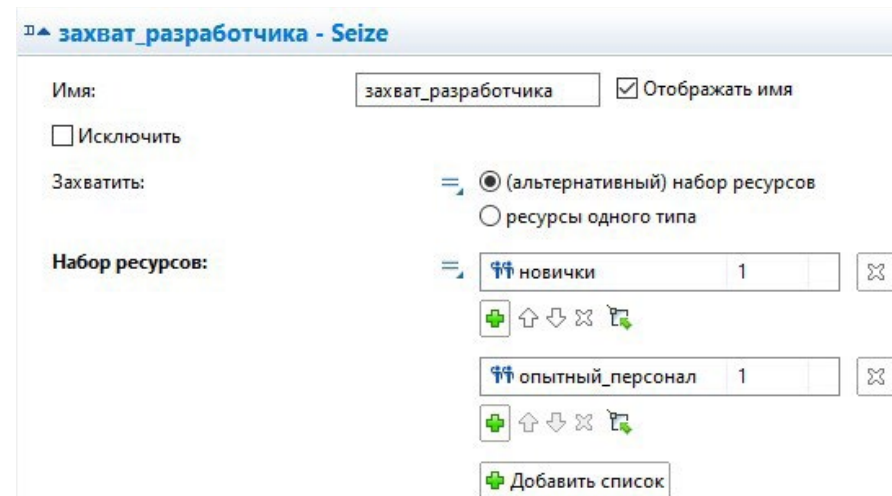 захват_разработчика - Seize
Имя: захват_разработчика Отображать имя
Исключить
Захватить: (альтернативный) набор ресурсов
ресурсы одного типа
Набор ресурсов: новички 1
опытный_персонал 1
Добавить список